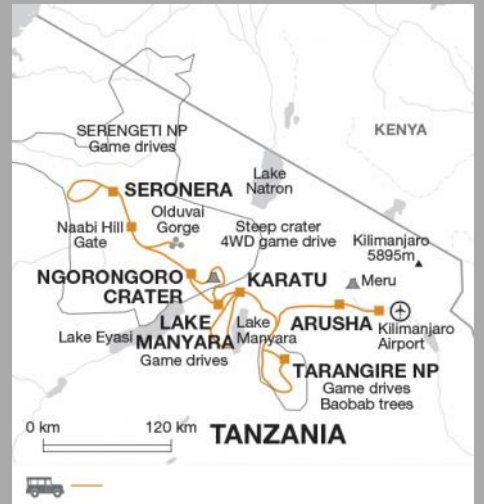 SERENGETI NP
Game drives
KENYA
SERONERA
Lake
Natron
Naabi Hill
Gate
Olduvai
Gorge
Steep crater
4WD game drive
Kilimanjaro
5895m
NGORONGORO
CRATER
KARATU
Meru
Lake Eyasi
LAKE
MANYARA
Game drives
Lake
Manyara
ARUSHA
Kilimanjaro
Airport
TARANGIRE NP
Game drives
Baobab trees
0 km
120 km
TANZANIA